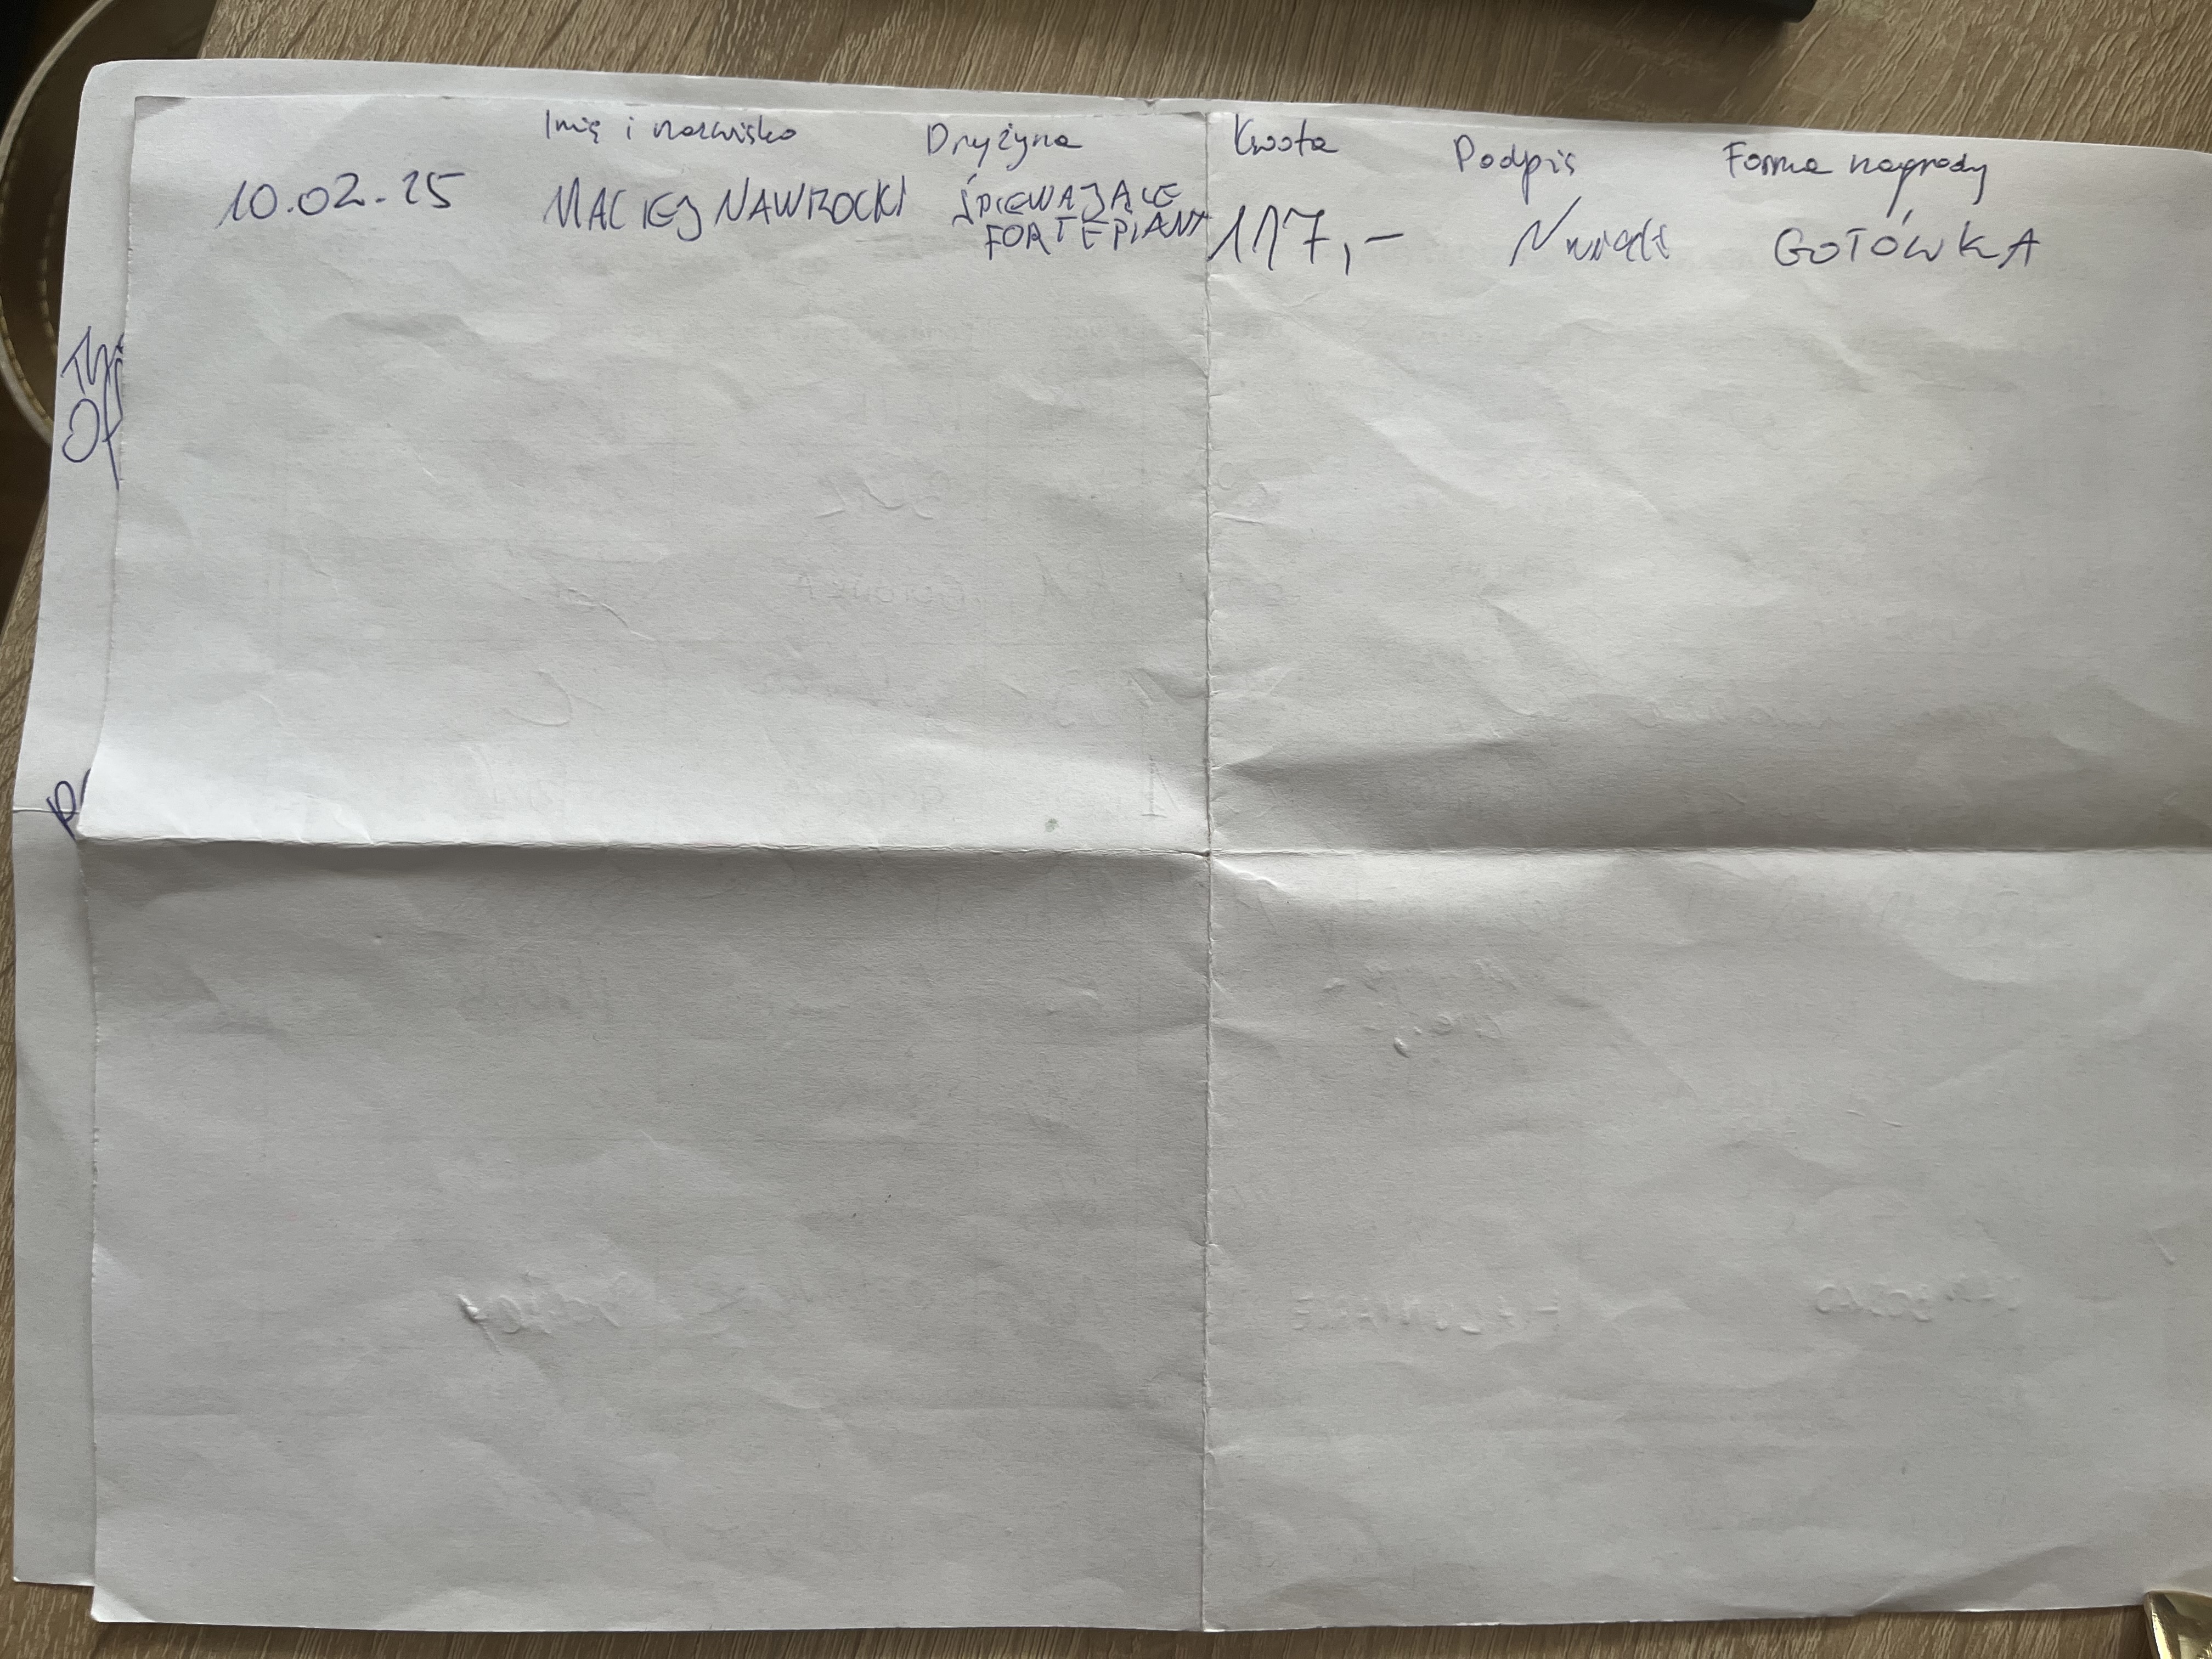 Imię i nazwisko Drużyna Kwota Podpis Forma nagrody
10.02.25 MACIEJ NAWROCKI ŚPIEWAJĄCE 117,- GOTÓWKA
FORTEPIANY